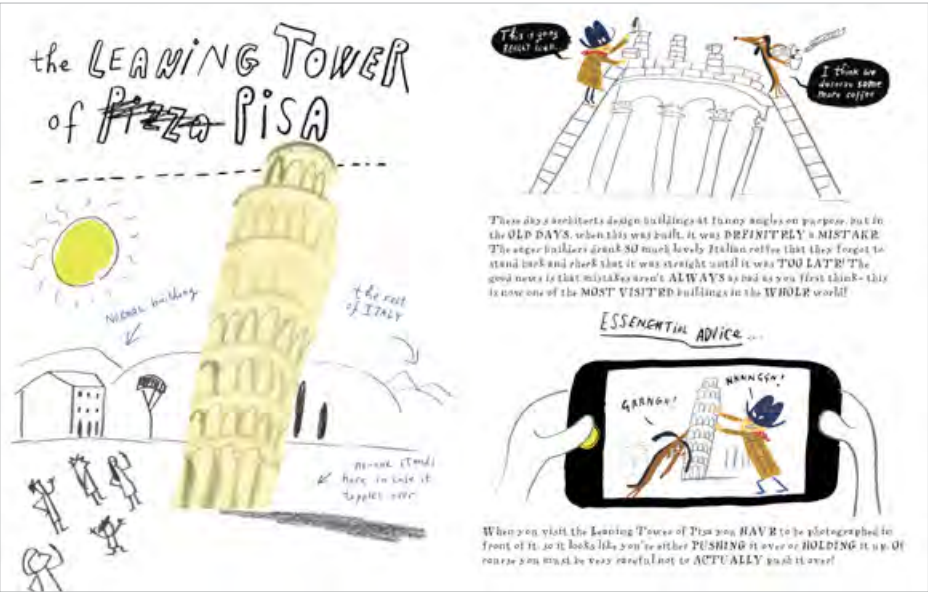 the LEANING TOWER
of Pizza PISA
NORMAL building
the rest
of ITALY
no-one stands
here in case it
topples over
This is going
REALLY well.
I think we
deserve some
more coffee
These days architects design buildings at funny angles on purpose, but in
the OLD DAYS, when this was built, it was DEFINITELY a MISTAKE.
The eager builders drank SO much lovely Italian coffee that they forgot to
stand back and check that it was straight until it was TOO LATE! The
good news is that mistakes aren't ALWAYS as bad as you first think – this
is now one of the MOST VISITED buildings in the WHOLE world!
ESSENENTIAL ADVICE...
GRRNGH!
NNNNGGH!
When you visit the Leaning Tower of Pisa you HAVE to be photographed in
front of it, so it looks like you're either PUSHING it over or HOLDING it up. Of
course you must be very careful not to ACTUALLY push it over!